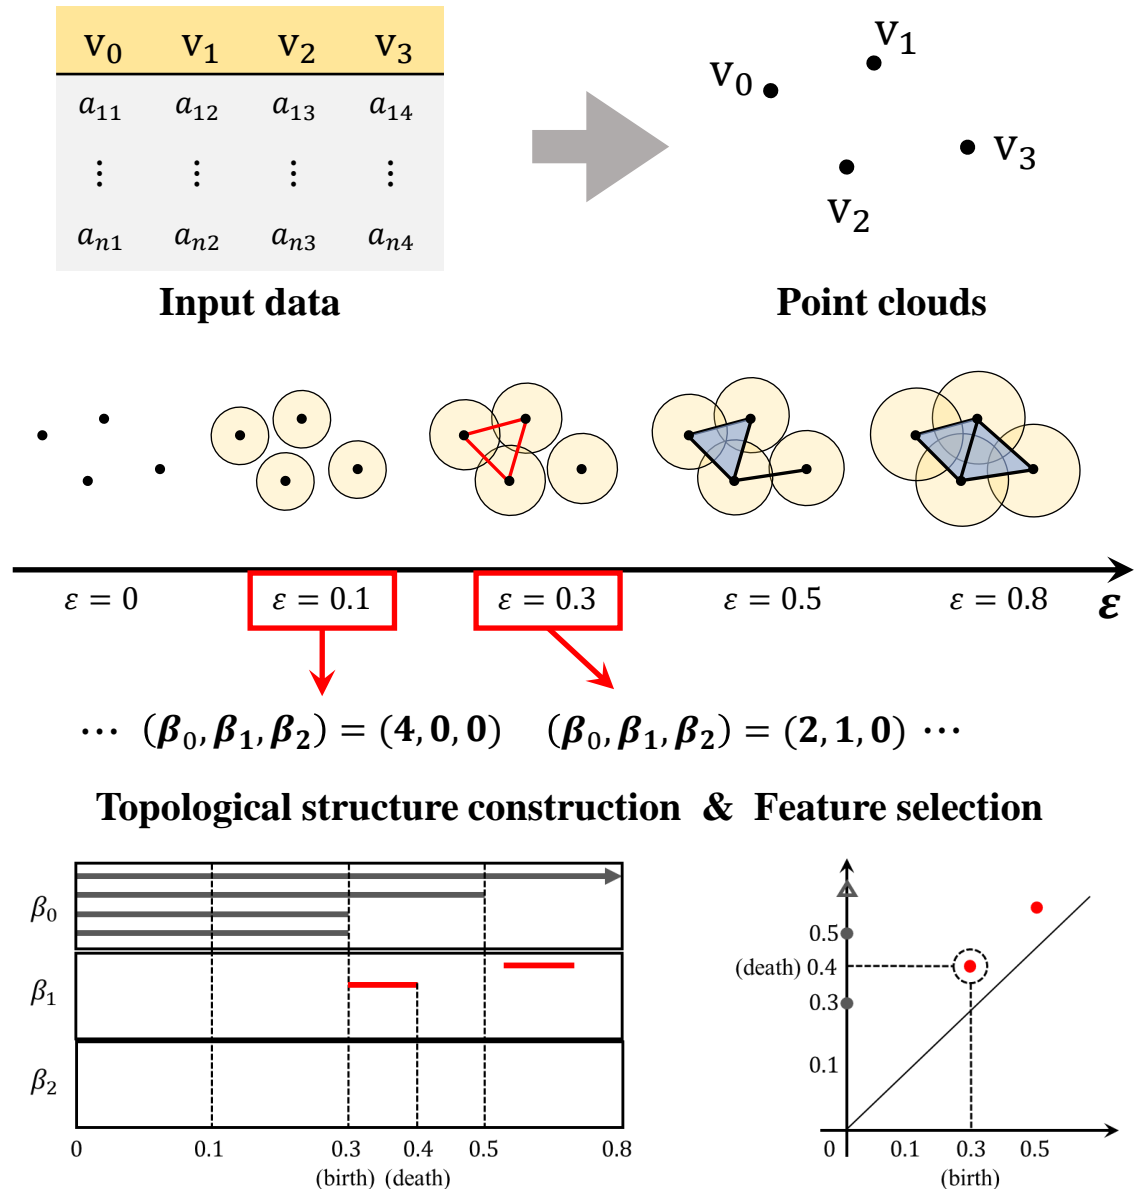 v₀ v₁ v₂ v₃
a₁₁ a₁₂ a₁₃ a₁₄
⋮ ⋮ ⋮ ⋮
aₙ₁ aₙ₂ aₙ₃ aₙ₄
Input data
v₀
v₁
v₂
v₃
Point clouds
ε = 0
ε = 0.1
ε = 0.3
ε = 0.5
ε = 0.8
ε
⋯ (β₀, β₁, β₂) = (4, 0, 0) (β₀, β₁, β₂) = (2, 1, 0) ⋯
Topological structure construction & Feature selection
β₀
β₁
β₂
0 0.1 0.3 0.4 0.5 0.8
(birth) (death)
0.5
(death) 0.4
0.3
0.1
0 0.1 0.3 0.5
(birth)